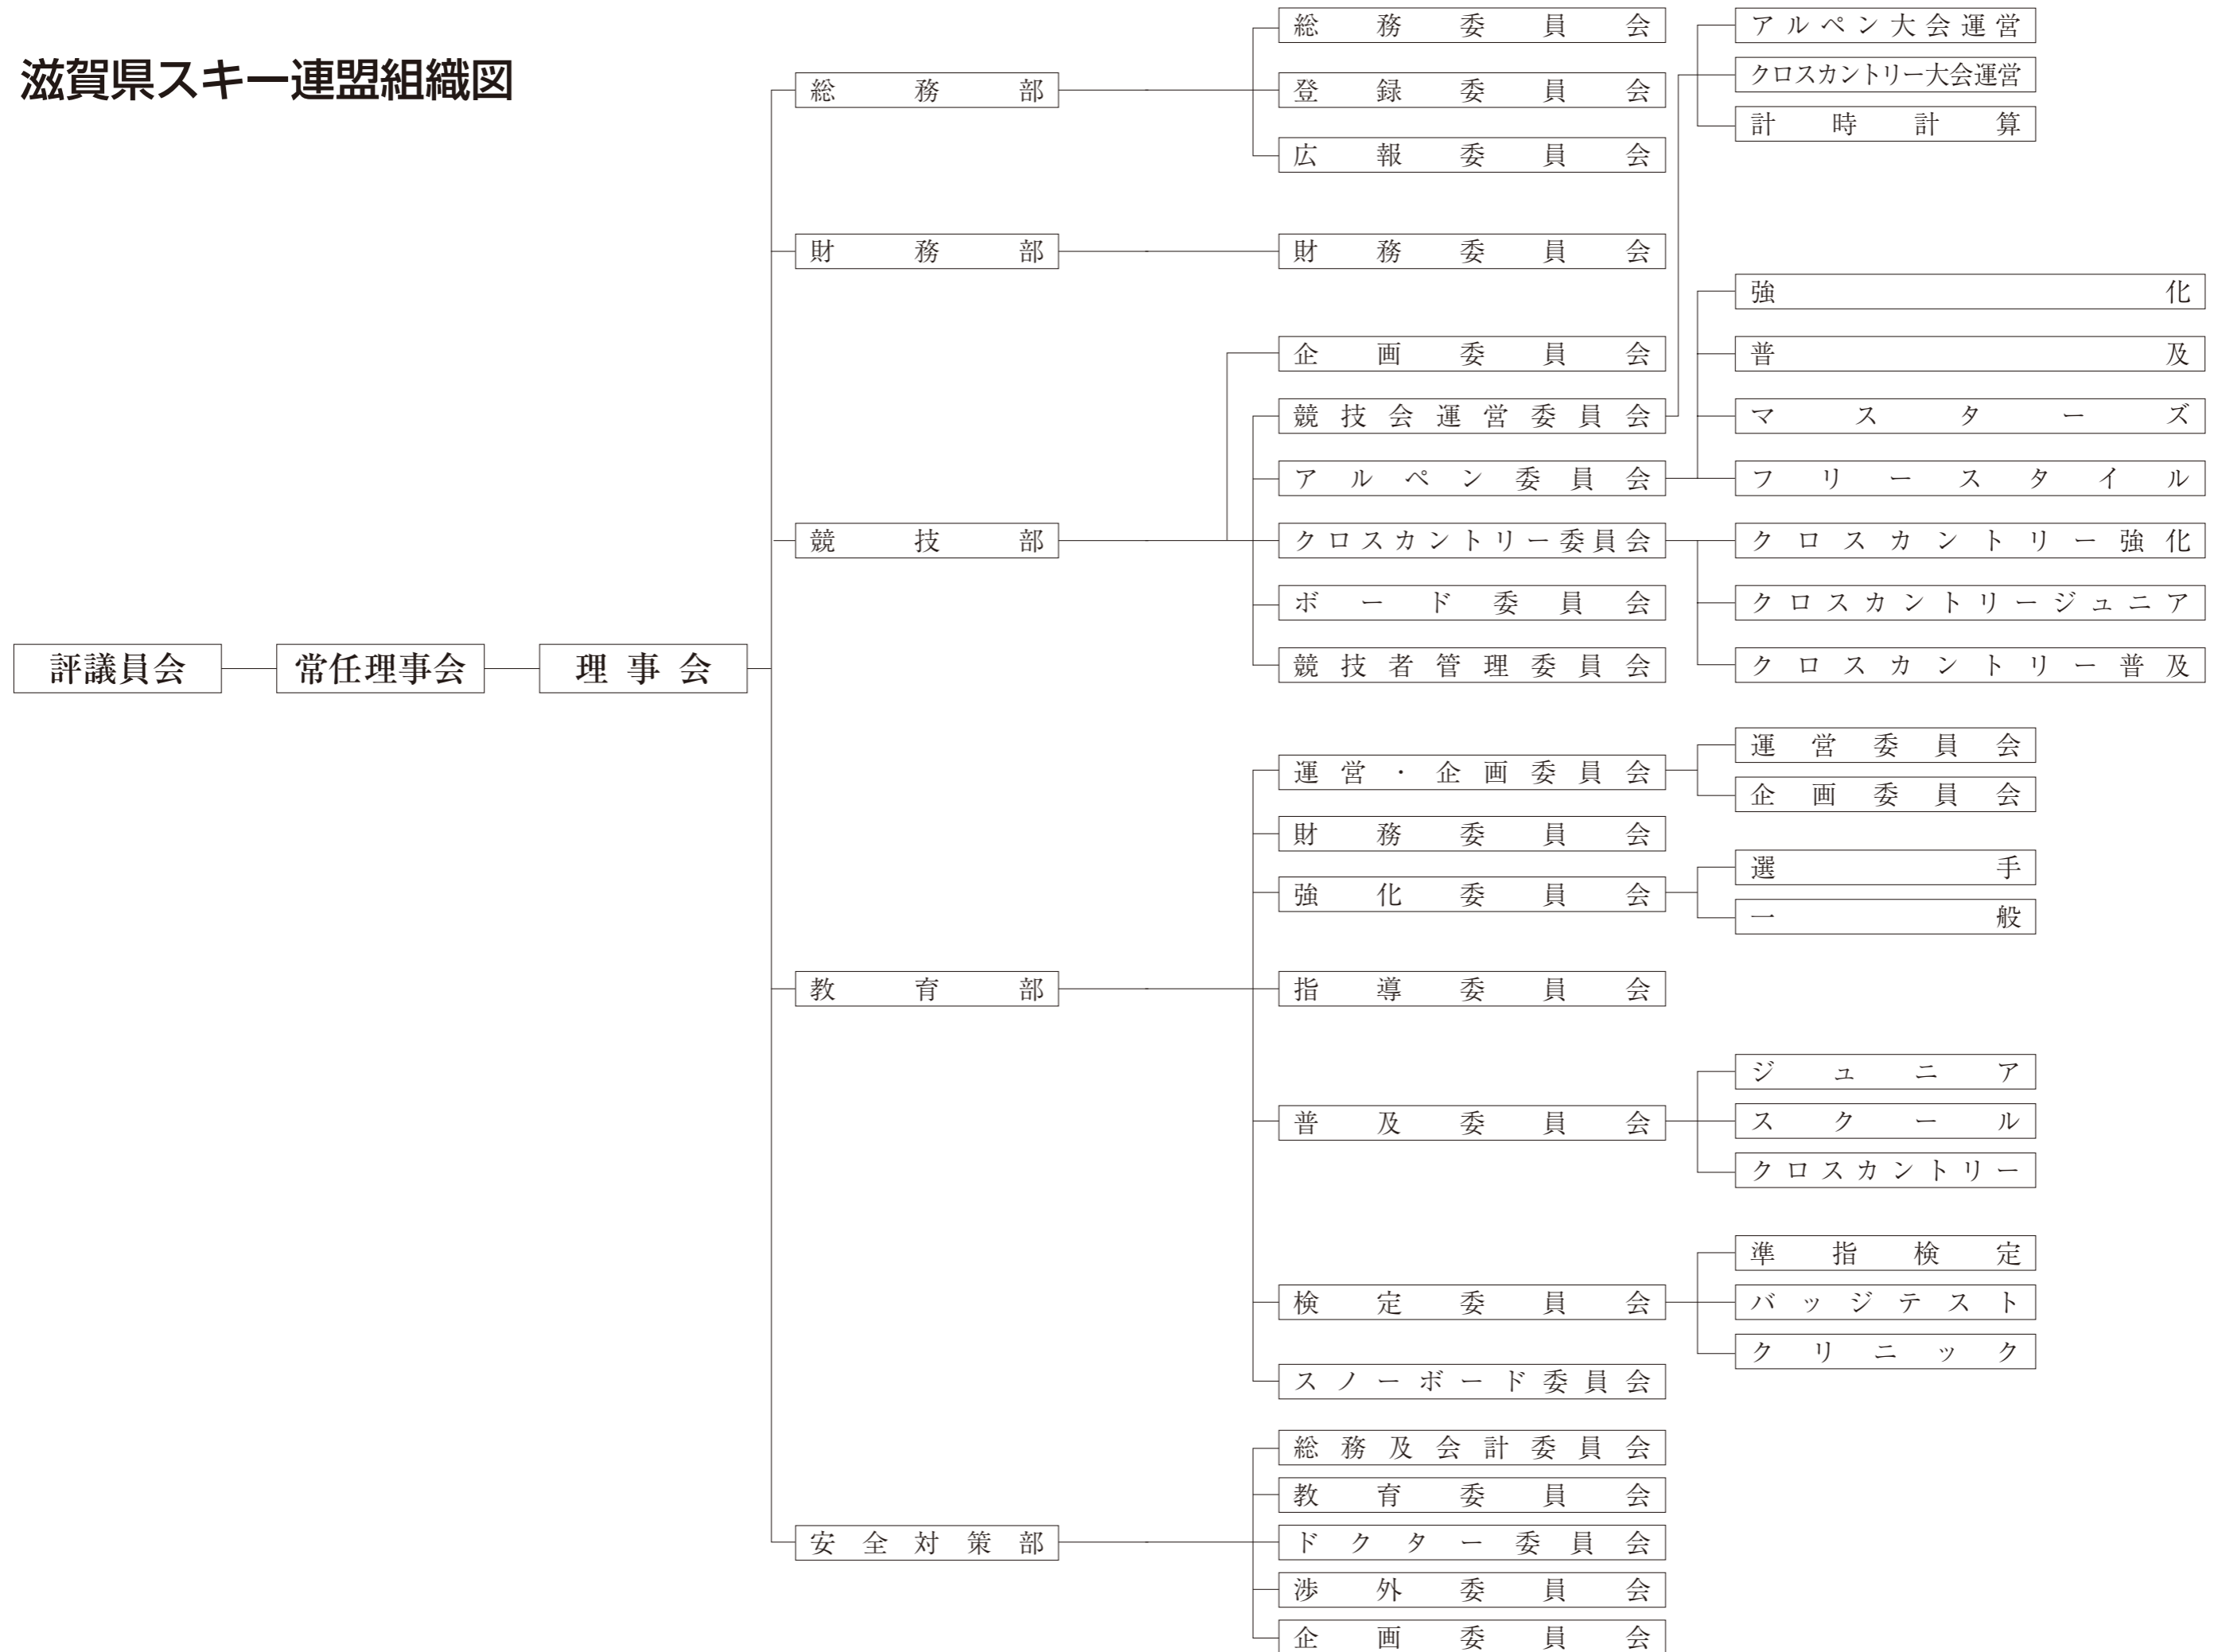 滋賀県スキー連盟組織図
評議員会
常任理事会
理事会
総務部
総務委員会
登録委員会
広報委員会
財務部
財務委員会
競技部
企画委員会
競技会運営委員会
アルペン大会運営
クロスカントリー大会運営
計時計算
アルペン委員会
強化
普及
マスターズ
フリースタイル
クロスカントリー委員会
クロスカントリー強化
クロスカントリージュニア
クロスカントリー普及
ボード委員会
競技者管理委員会
教育部
運営・企画委員会
運営委員会
企画委員会
財務委員会
強化委員会
選手
一般
指導委員会
普及委員会
ジュニア
スクール
クロスカントリー
検定委員会
準指検定
バッジテスト
クリニック
スノーボード委員会
安全対策部
総務及会計委員会
教育委員会
ドクター委員会
渉外委員会
企画委員会